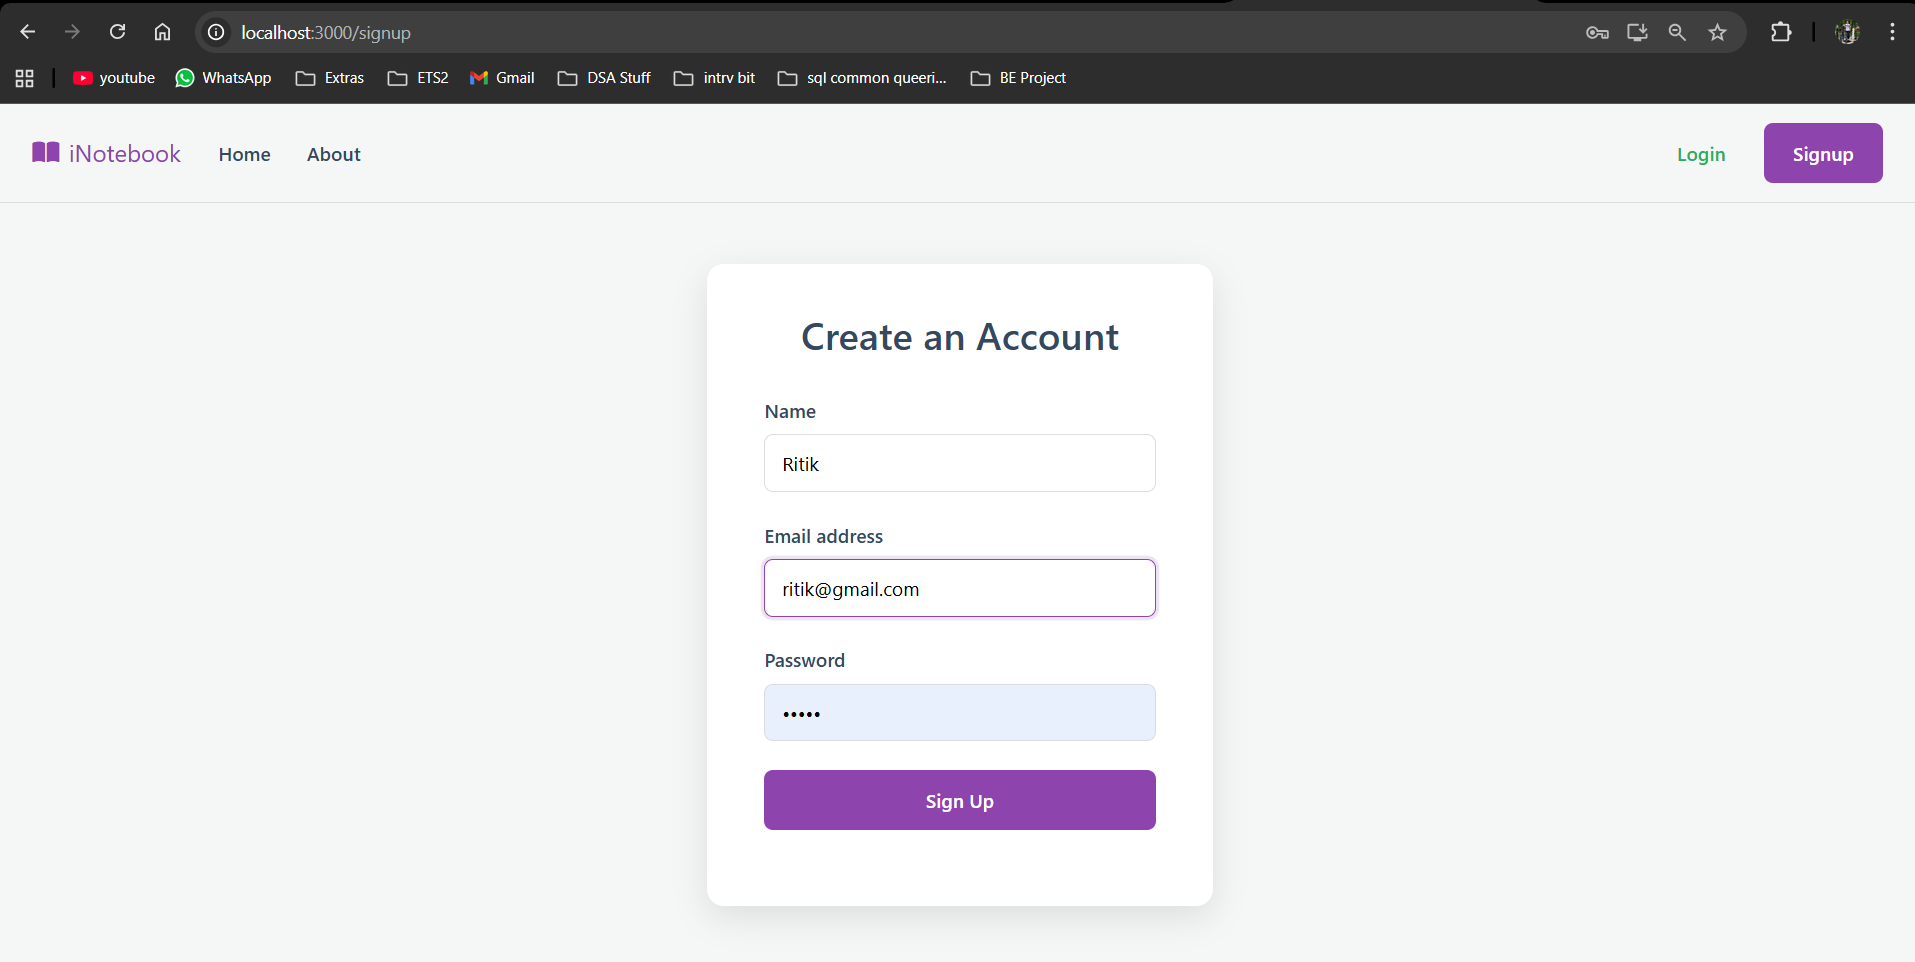 localhost:3000/signup
youtube WhatsApp Extras ETS2 Gmail DSA Stuff intrv bit sql common queeri... BE Project
iNotebook Home About Login Signup
Create an Account
Name
Ritik
Email address
ritik@gmail.com
Password
•••••
Sign Up